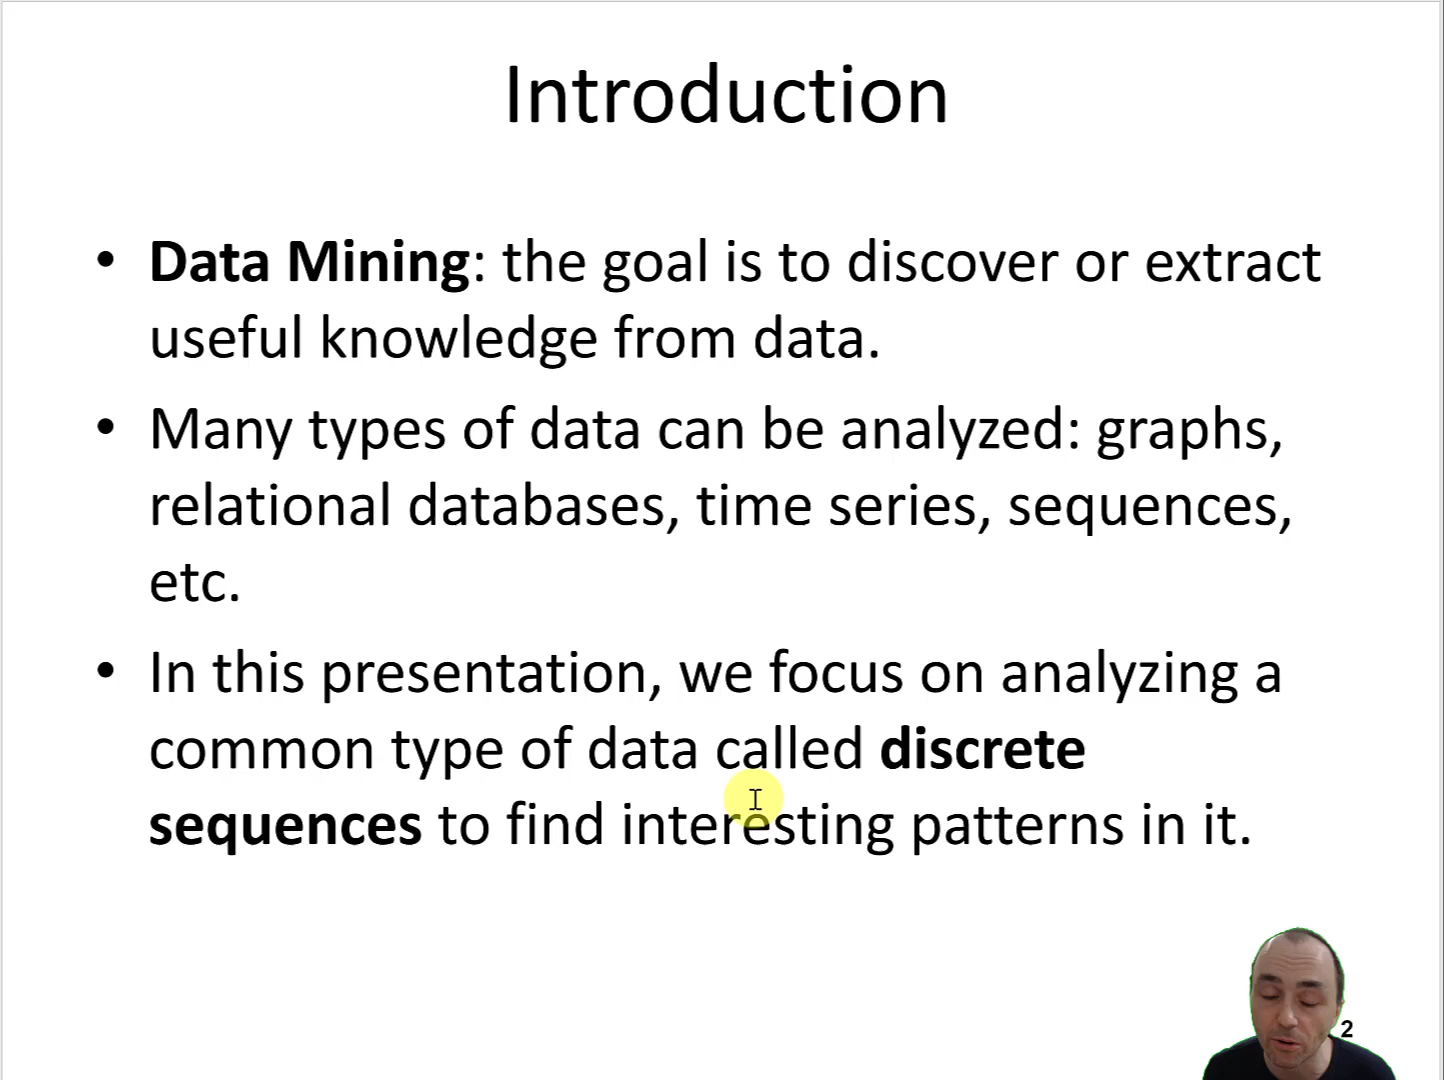 Introduction
• Data Mining: the goal is to discover or extract
useful knowledge from data.
• Many types of data can be analyzed: graphs,
relational databases, time series, sequences,
etc.
• In this presentation, we focus on analyzing a
common type of data called discrete
sequences to find interesting patterns in it.
2